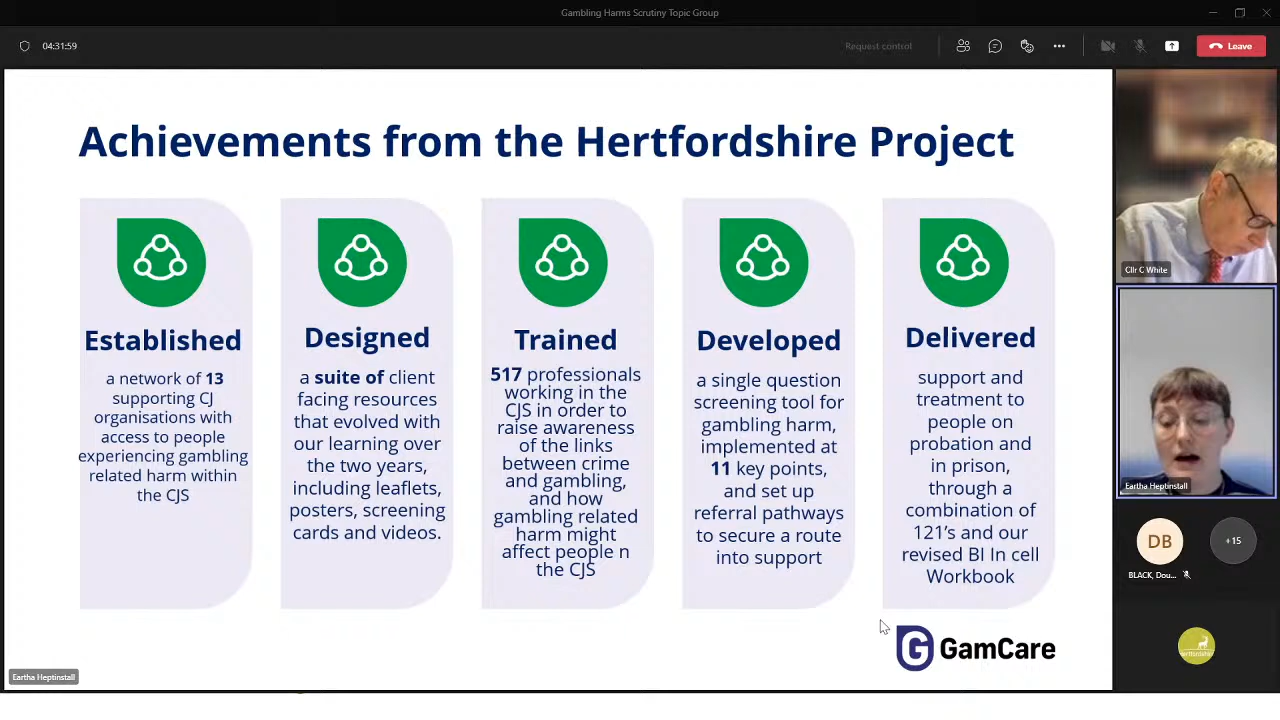 Gambling Harms Scrutiny Topic Group
04:31:59
Request control
Leave
Achievements from the Hertfordshire Project
Established
a network of 13
supporting CJ
organisations with
access to people
experiencing gambling
related harm within
the CJS
Designed
a suite of client
facing resources
that evolved with
our learning over
the two years,
including leaflets,
posters, screening
cards and videos.
Trained
517 professionals
working in the
CJS in order to
raise awareness
of the links
between crime
and gambling,
and how
gambling related
harm might
affect people n
the CJS
Developed
a single question
screening tool for
gambling harm,
implemented at
11 key points,
and set up
referral pathways
to secure a route
into support
Delivered
support and
treatment to
people on
probation and
in prison,
through a
combination of
121's and our
revised BI In cell
Workbook
G GamCare
Eartha Heptinstall
Cllr C White
Eartha Heptinstall
DB
BLACK, Dou...
+15